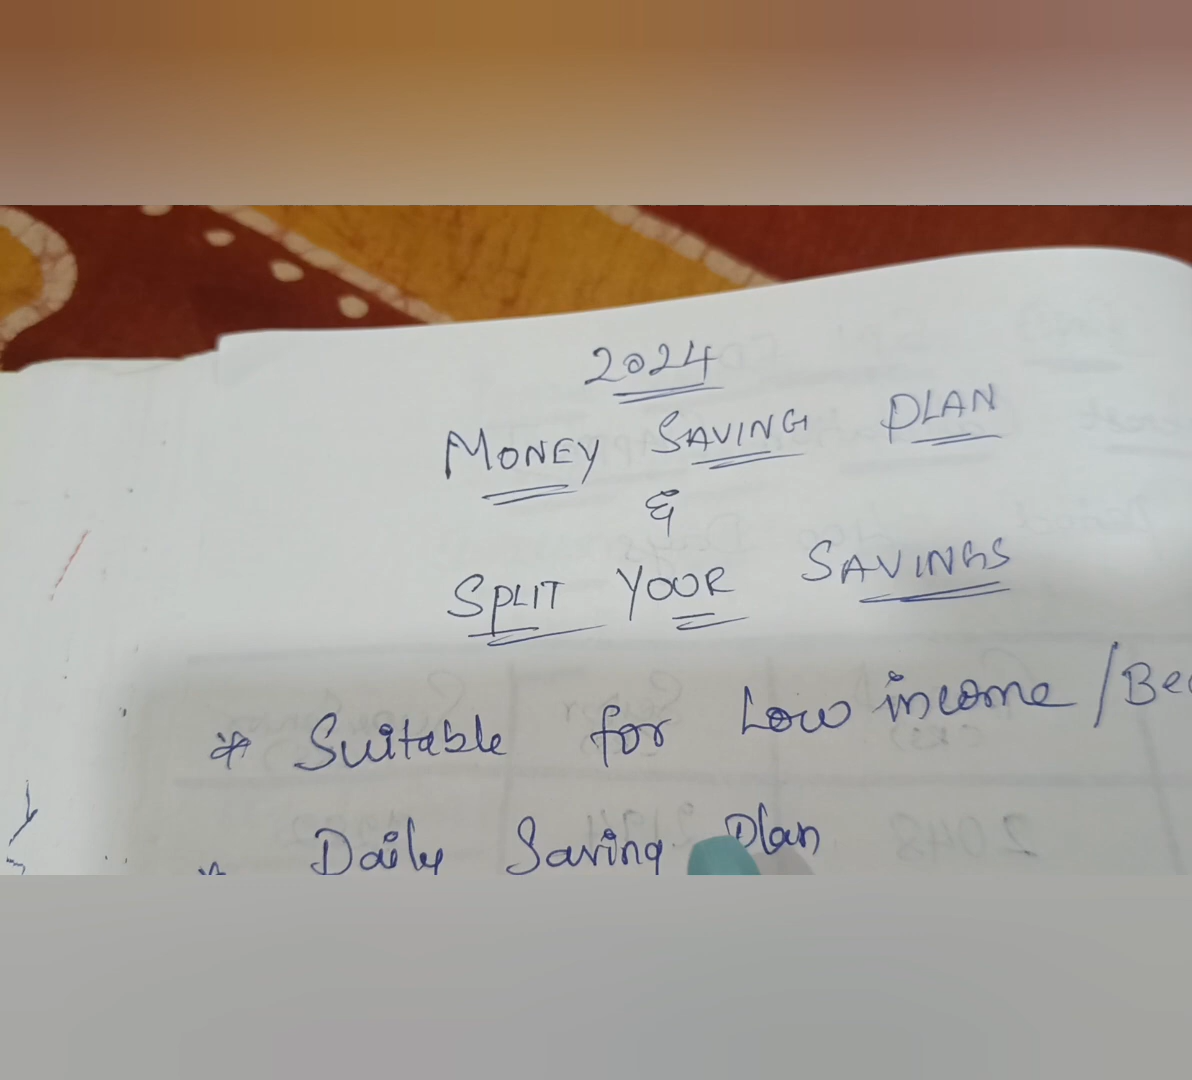 2024
MONEY SAVING PLAN
&
SPLIT YOUR SAVINGS
* Suitable for Low income /
* Daily Saving Plan